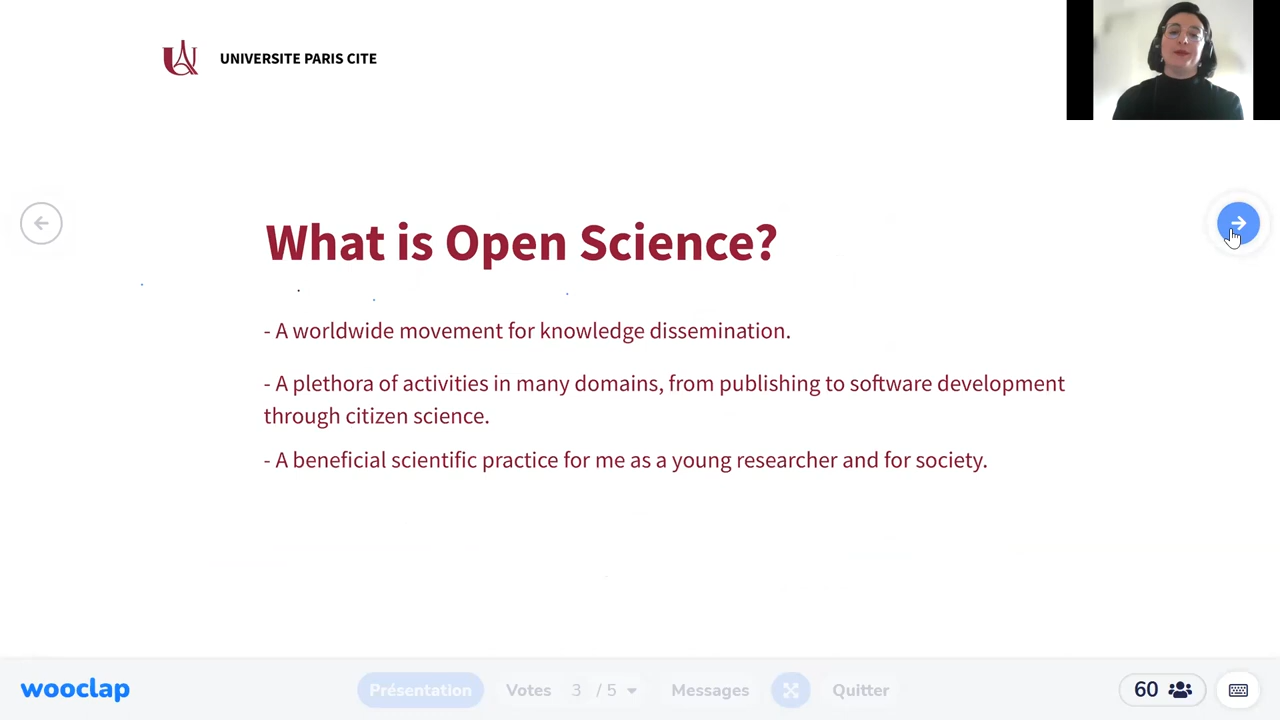 UNIVERSITE PARIS CITE
What is Open Science?
- A worldwide movement for knowledge dissemination.
- A plethora of activities in many domains, from publishing to software development
through citizen science.
- A beneficial scientific practice for me as a young researcher and for society.
wooclap
Présentation
Votes
3 / 5
Messages
Quitter
60